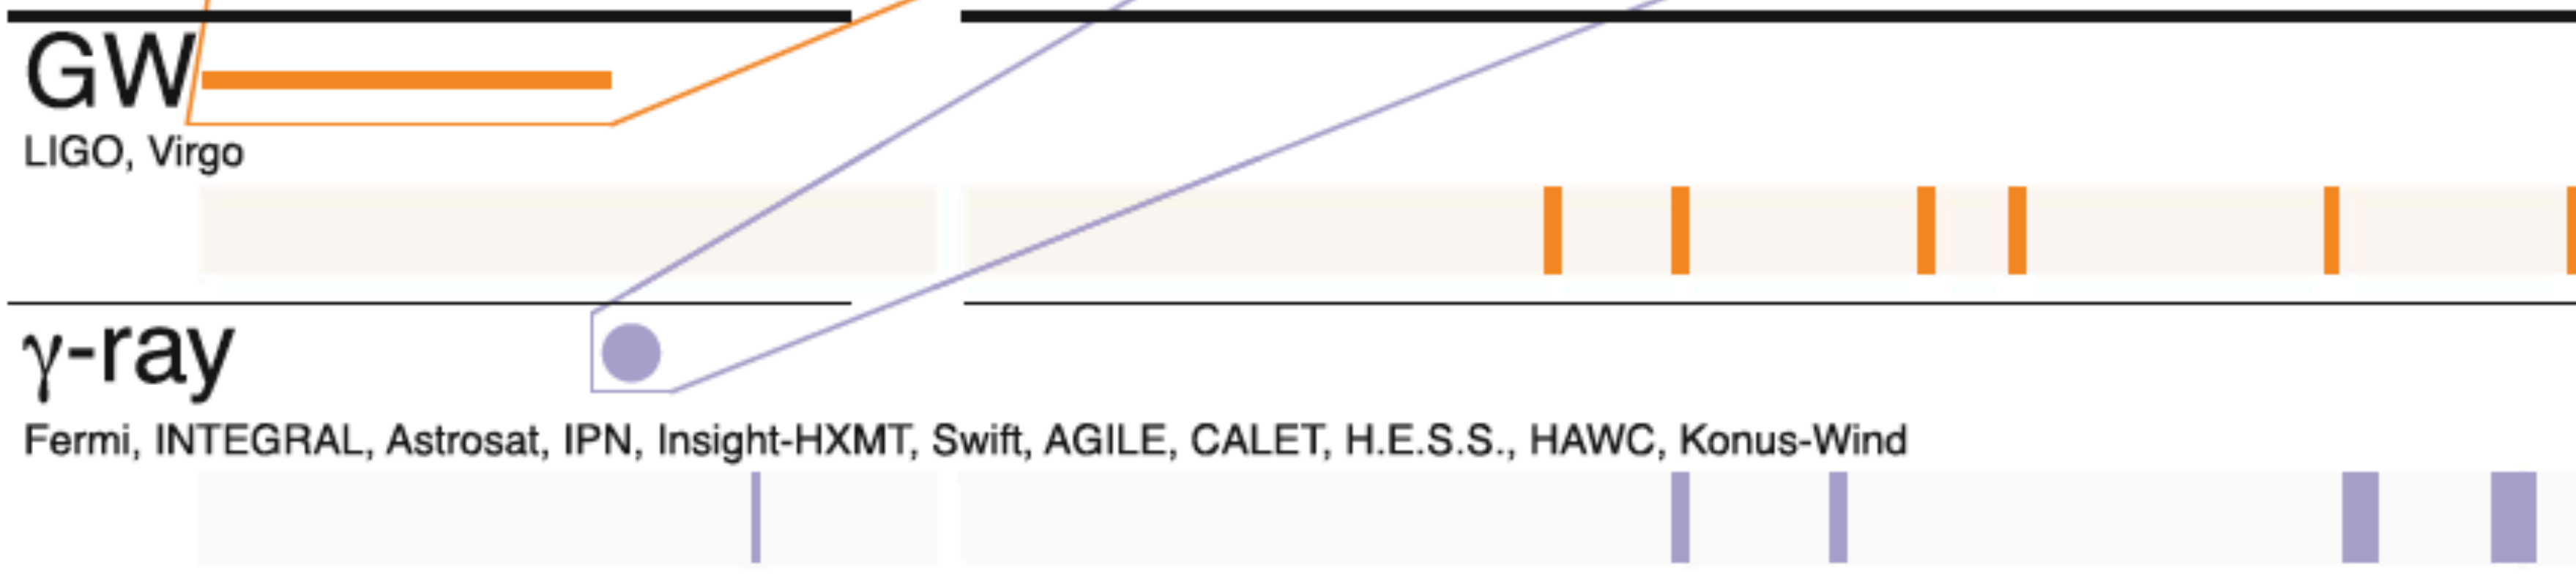 GW
LIGO, Virgo
γ-ray
Fermi, INTEGRAL, Astrosat, IPN, Insight-HXMT, Swift, AGILE, CALET, H.E.S.S., HAWC, Konus-Wind